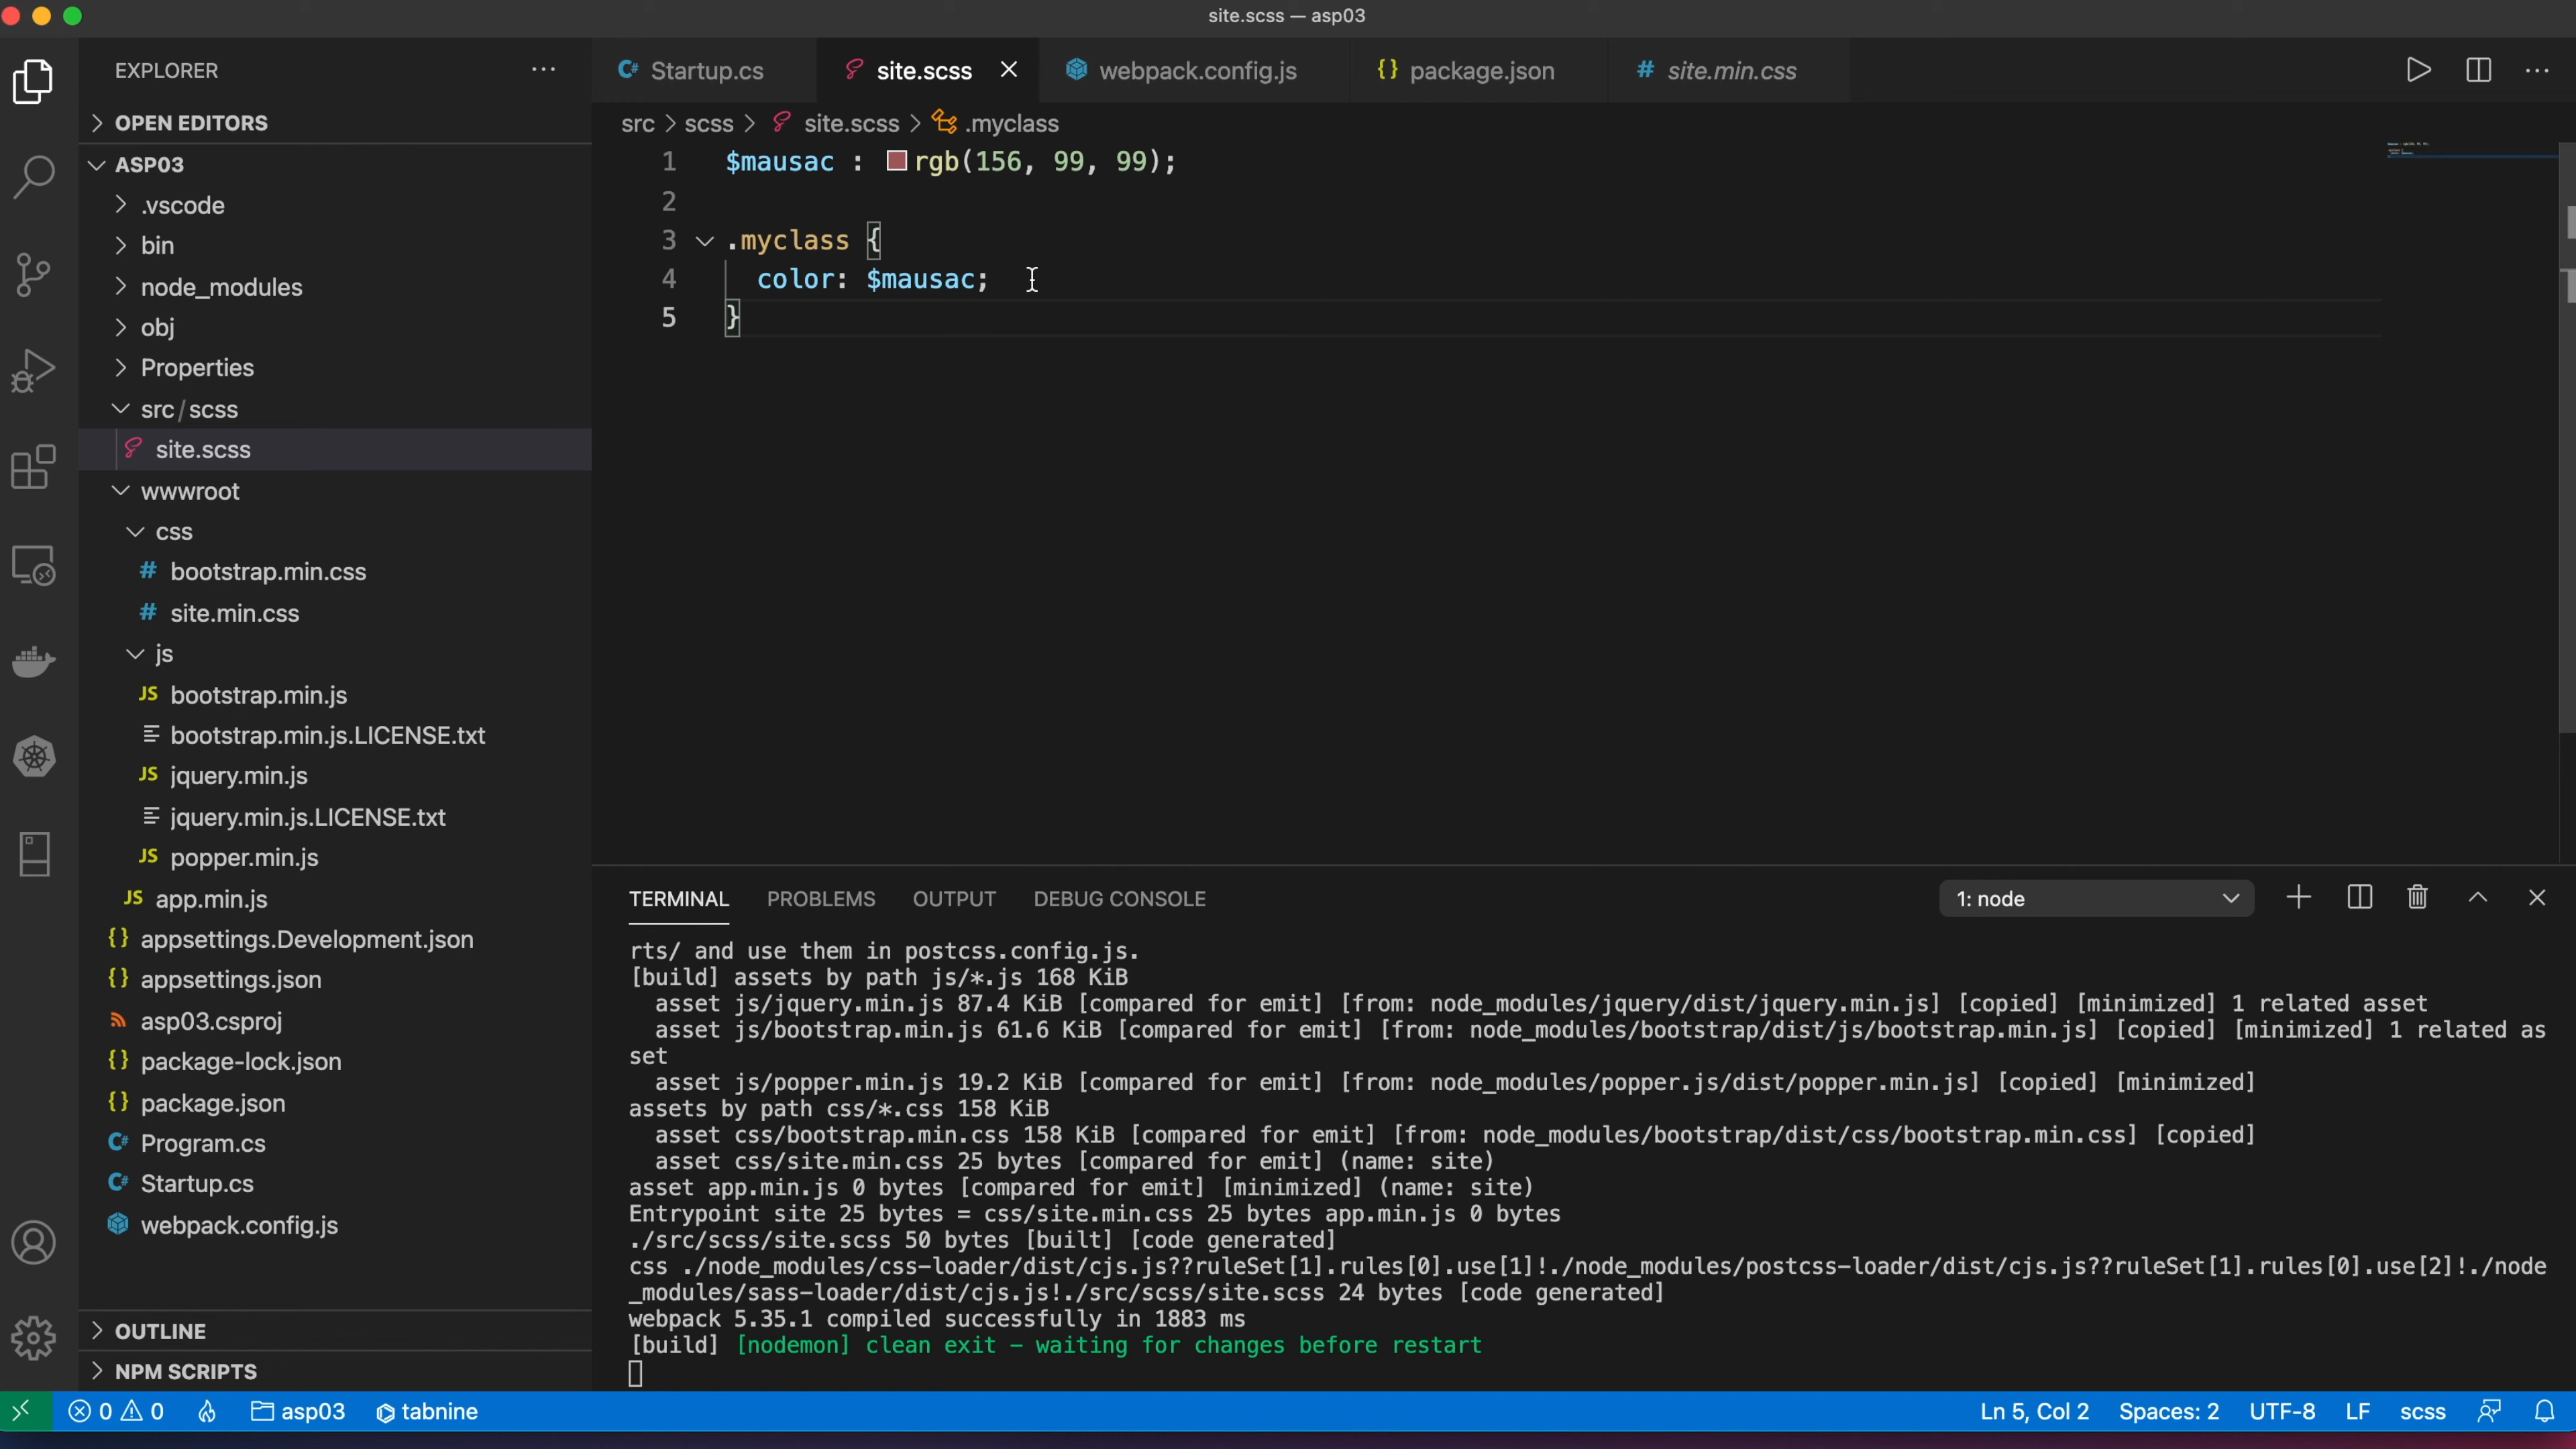 site.scss — asp03
EXPLORER
OPEN EDITORS
ASP03
.vscode
bin
node_modules
obj
Properties
src/scss
site.scss
wwwroot
css
bootstrap.min.css
site.min.css
js
bootstrap.min.js
bootstrap.min.js.LICENSE.txt
jquery.min.js
jquery.min.js.LICENSE.txt
popper.min.js
app.min.js
appsettings.Development.json
appsettings.json
asp03.csproj
package-lock.json
package.json
Program.cs
Startup.cs
webpack.config.js
OUTLINE
NPM SCRIPTS
Startup.cs
site.scss
webpack.config.js
package.json
site.min.css
src > scss > site.scss > .myclass
1 $mausac : rgb(156, 99, 99);
2
3 .myclass {
4 color: $mausac;
5 }
TERMINAL PROBLEMS OUTPUT DEBUG CONSOLE
1: node
rts/ and use them in postcss.config.js.
[build] assets by path js/*.js 168 KiB
asset js/jquery.min.js 87.4 KiB [compared for emit] [from: node_modules/jquery/dist/jquery.min.js] [copied] [minimized] 1 related asset
asset js/bootstrap.min.js 61.6 KiB [compared for emit] [from: node_modules/bootstrap/dist/js/bootstrap.min.js] [copied] [minimized] 1 related as
set
asset js/popper.min.js 19.2 KiB [compared for emit] [from: node_modules/popper.js/dist/popper.min.js] [copied] [minimized]
assets by path css/*.css 158 KiB
asset css/bootstrap.min.css 158 KiB [compared for emit] [from: node_modules/bootstrap/dist/css/bootstrap.min.css] [copied]
asset css/site.min.css 25 bytes [compared for emit] (name: site)
asset app.min.js 0 bytes [compared for emit] [minimized] (name: site)
Entrypoint site 25 bytes = css/site.min.css 25 bytes app.min.js 0 bytes
./src/scss/site.scss 50 bytes [built] [code generated]
css ./node_modules/css-loader/dist/cjs.js??ruleSet[1].rules[0].use[1]!./node_modules/postcss-loader/dist/cjs.js??ruleSet[1].rules[0].use[2]!./node
_modules/sass-loader/dist/cjs.js!./src/scss/site.scss 24 bytes [code generated]
webpack 5.35.1 compiled successfully in 1883 ms
[build] [nodemon] clean exit - waiting for changes before restart
0 0 asp03 tabnine
Ln 5, Col 2 Spaces: 2 UTF-8 LF scss